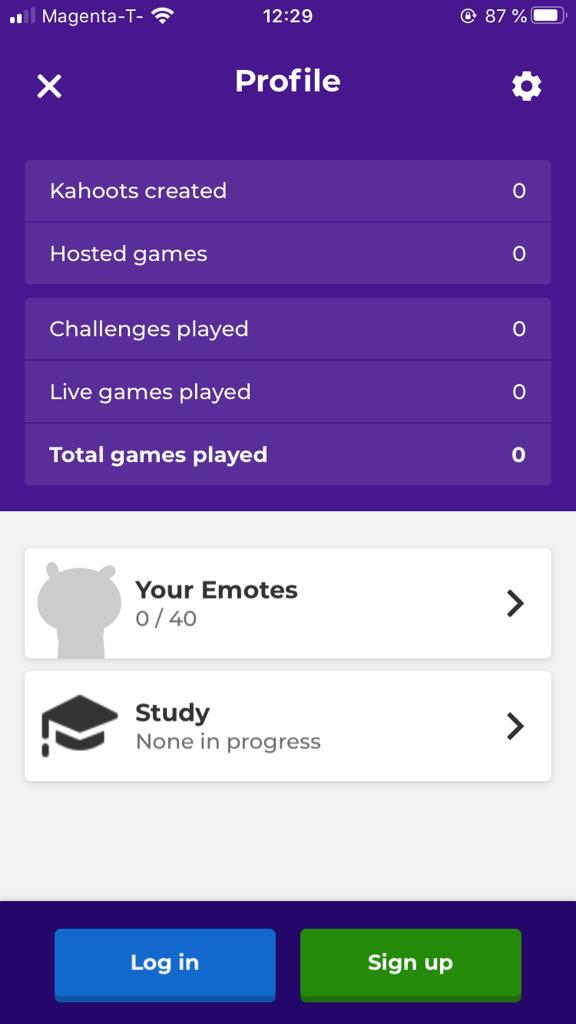 Magenta-T- 12:29 87 %
Profile
Kahoots created 0
Hosted games 0
Challenges played 0
Live games played 0
Total games played 0
Your Emotes
0 / 40
Study
None in progress
Log in Sign up